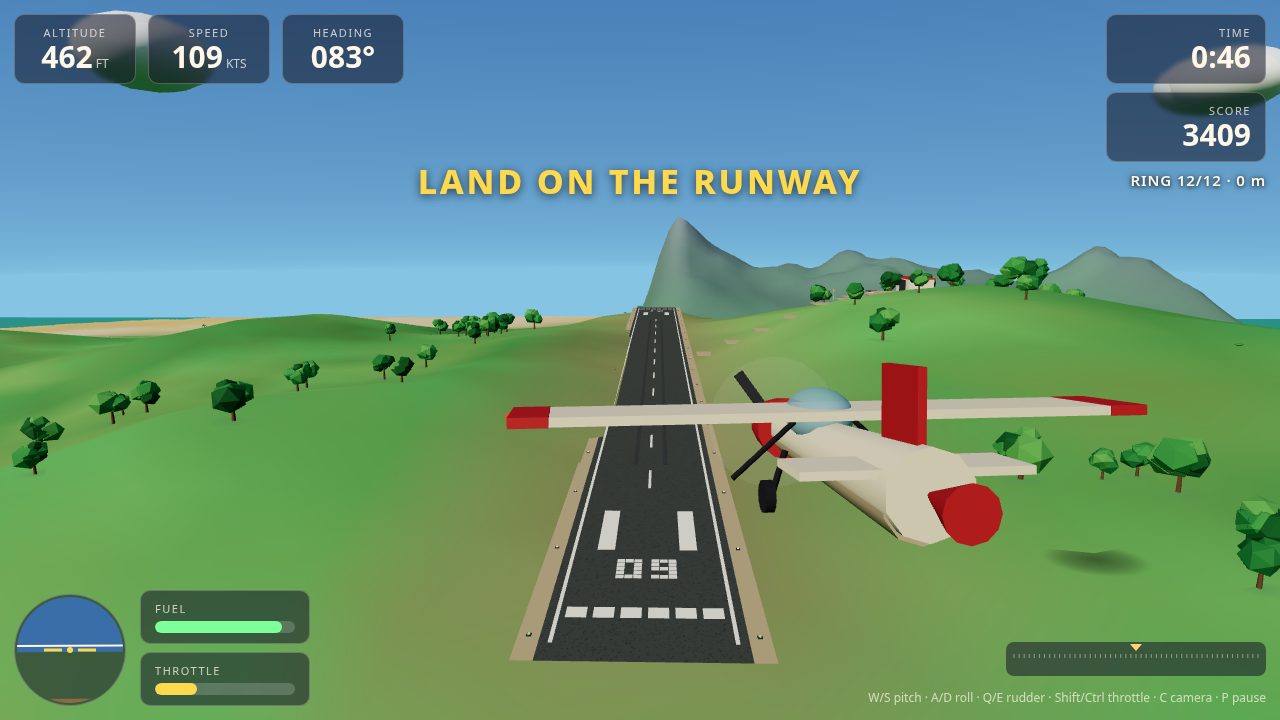 ALTITUDE
462 FT
SPEED
109 KTS
HEADING
083°
TIME
0:46
SCORE
3409
RING 12/12 · 0 m
LAND ON THE RUNWAY
09
FUEL
THROTTLE
W/S pitch · A/D roll · Q/E rudder · Shift/Ctrl throttle · C camera · P pause